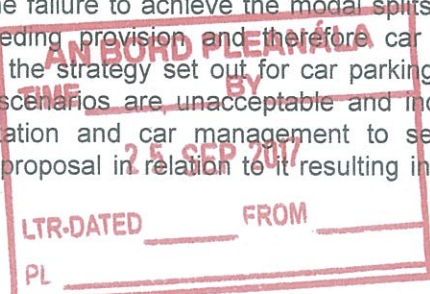 the failure to achieve the modal splits
eding provision and therefore car
AN BORD PLEANÁLA
the strategy set out for car parking
TIME BY
scenarios are unacceptable and inc
ation and car management to se
25 SEP 2017
proposal in relation to it resulting in
LTR-DATED FROM
PL